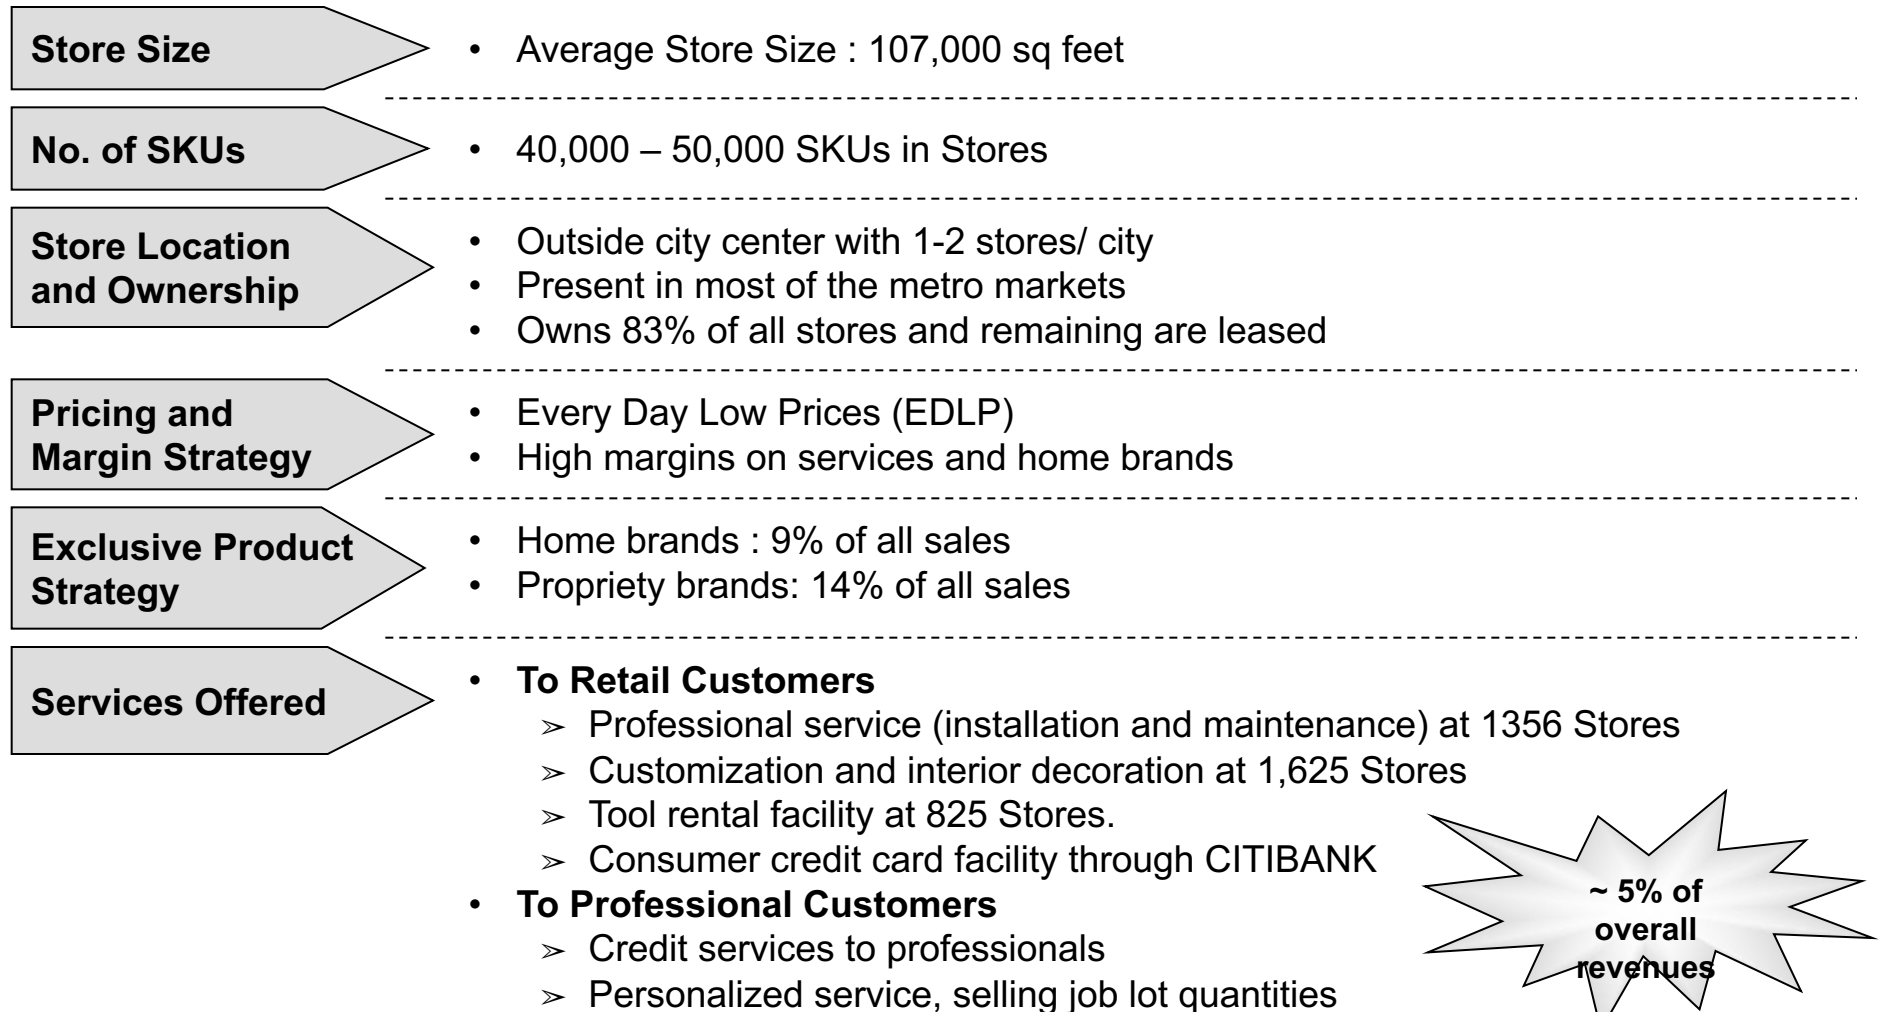 Store Size
• Average Store Size : 107,000 sq feet
No. of SKUs
• 40,000 – 50,000 SKUs in Stores
Store Location
and Ownership
• Outside city center with 1-2 stores/ city
• Present in most of the metro markets
• Owns 83% of all stores and remaining are leased
Pricing and
Margin Strategy
• Every Day Low Prices (EDLP)
• High margins on services and home brands
Exclusive Product
Strategy
• Home brands : 9% of all sales
• Propriety brands: 14% of all sales
Services Offered
• To Retail Customers
➢ Professional service (installation and maintenance) at 1356 Stores
➢ Customization and interior decoration at 1,625 Stores
➢ Tool rental facility at 825 Stores.
➢ Consumer credit card facility through CITIBANK
• To Professional Customers
➢ Credit services to professionals
➢ Personalized service, selling job lot quantities
~ 5% of
overall
revenues